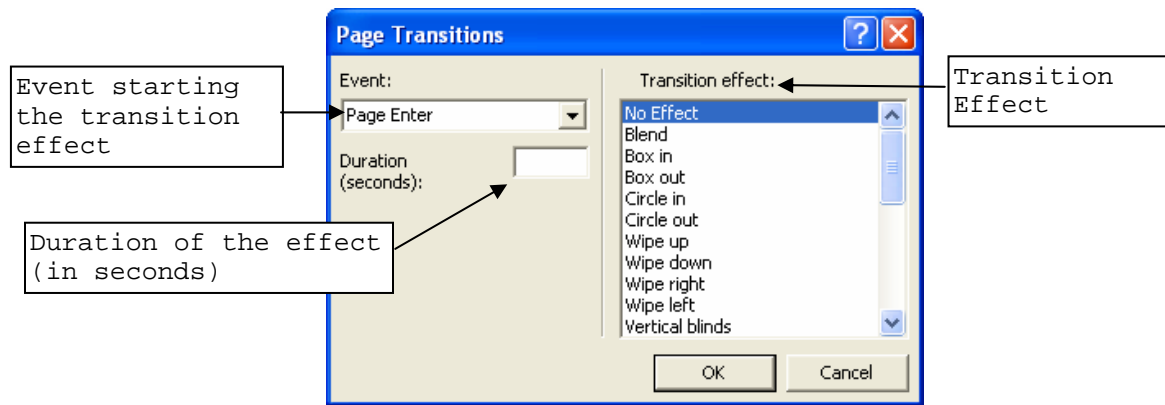 Page Transitions
Event starting
the transition
effect
Event:
Page Enter
Duration
(seconds):
Duration of the effect
(in seconds)
Transition effect:
No Effect
Blend
Box in
Box out
Circle in
Circle out
Wipe up
Wipe down
Wipe right
Wipe left
Vertical blinds
Transition
Effect
OK
Cancel